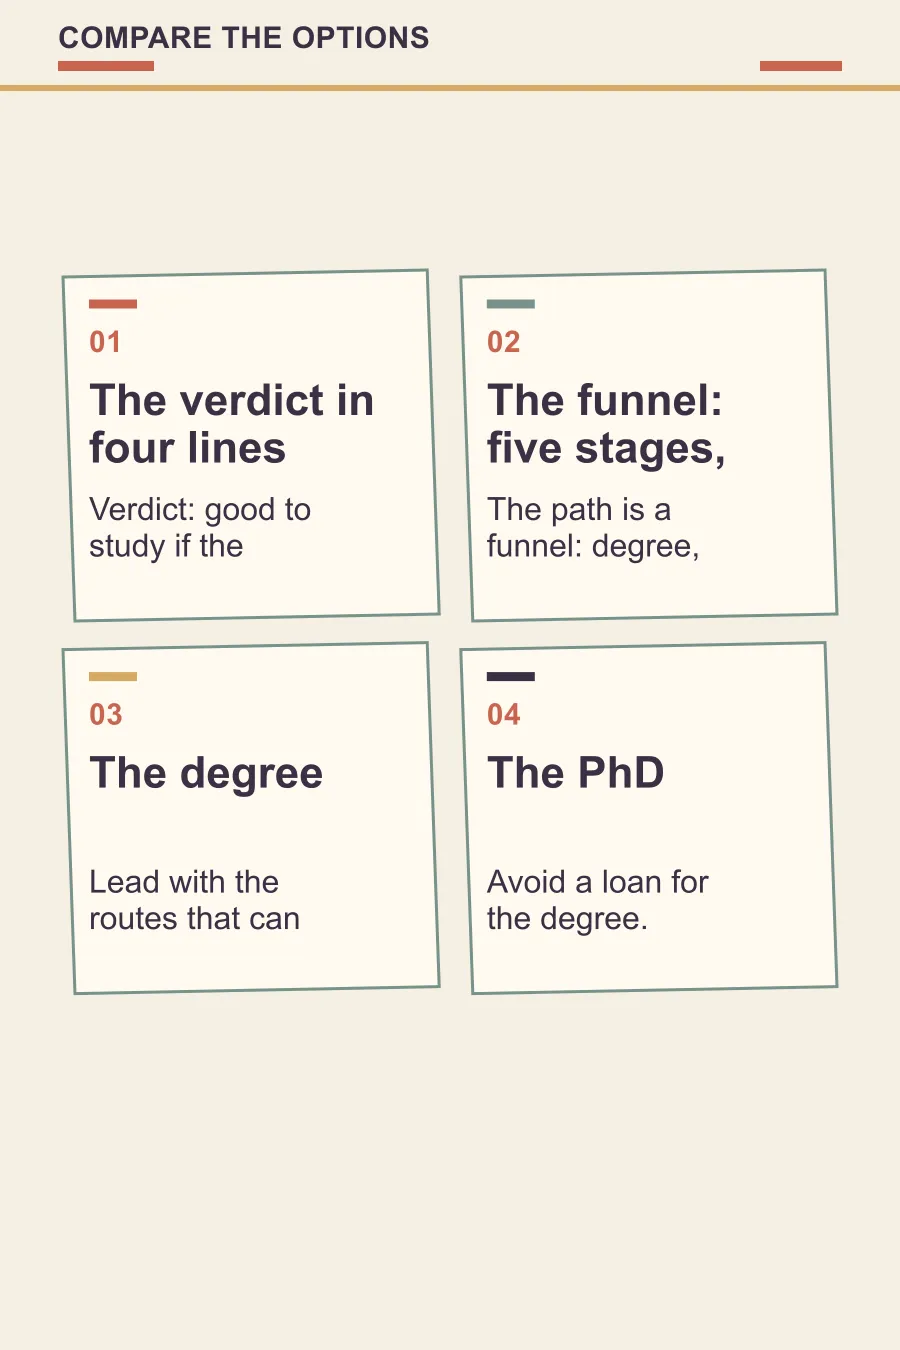 COMPARE THE OPTIONS
01
The verdict in
four lines
Verdict: good to
study if the
02
The funnel:
five stages,
The path is a
funnel: degree,
03
The degree
Lead with the
routes that can
04
The PhD
Avoid a loan for
the degree.